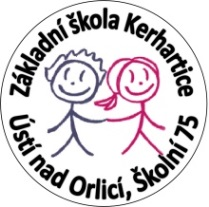 Základní škola Kerhartice
Ústí nad Orlicí, Školní 75